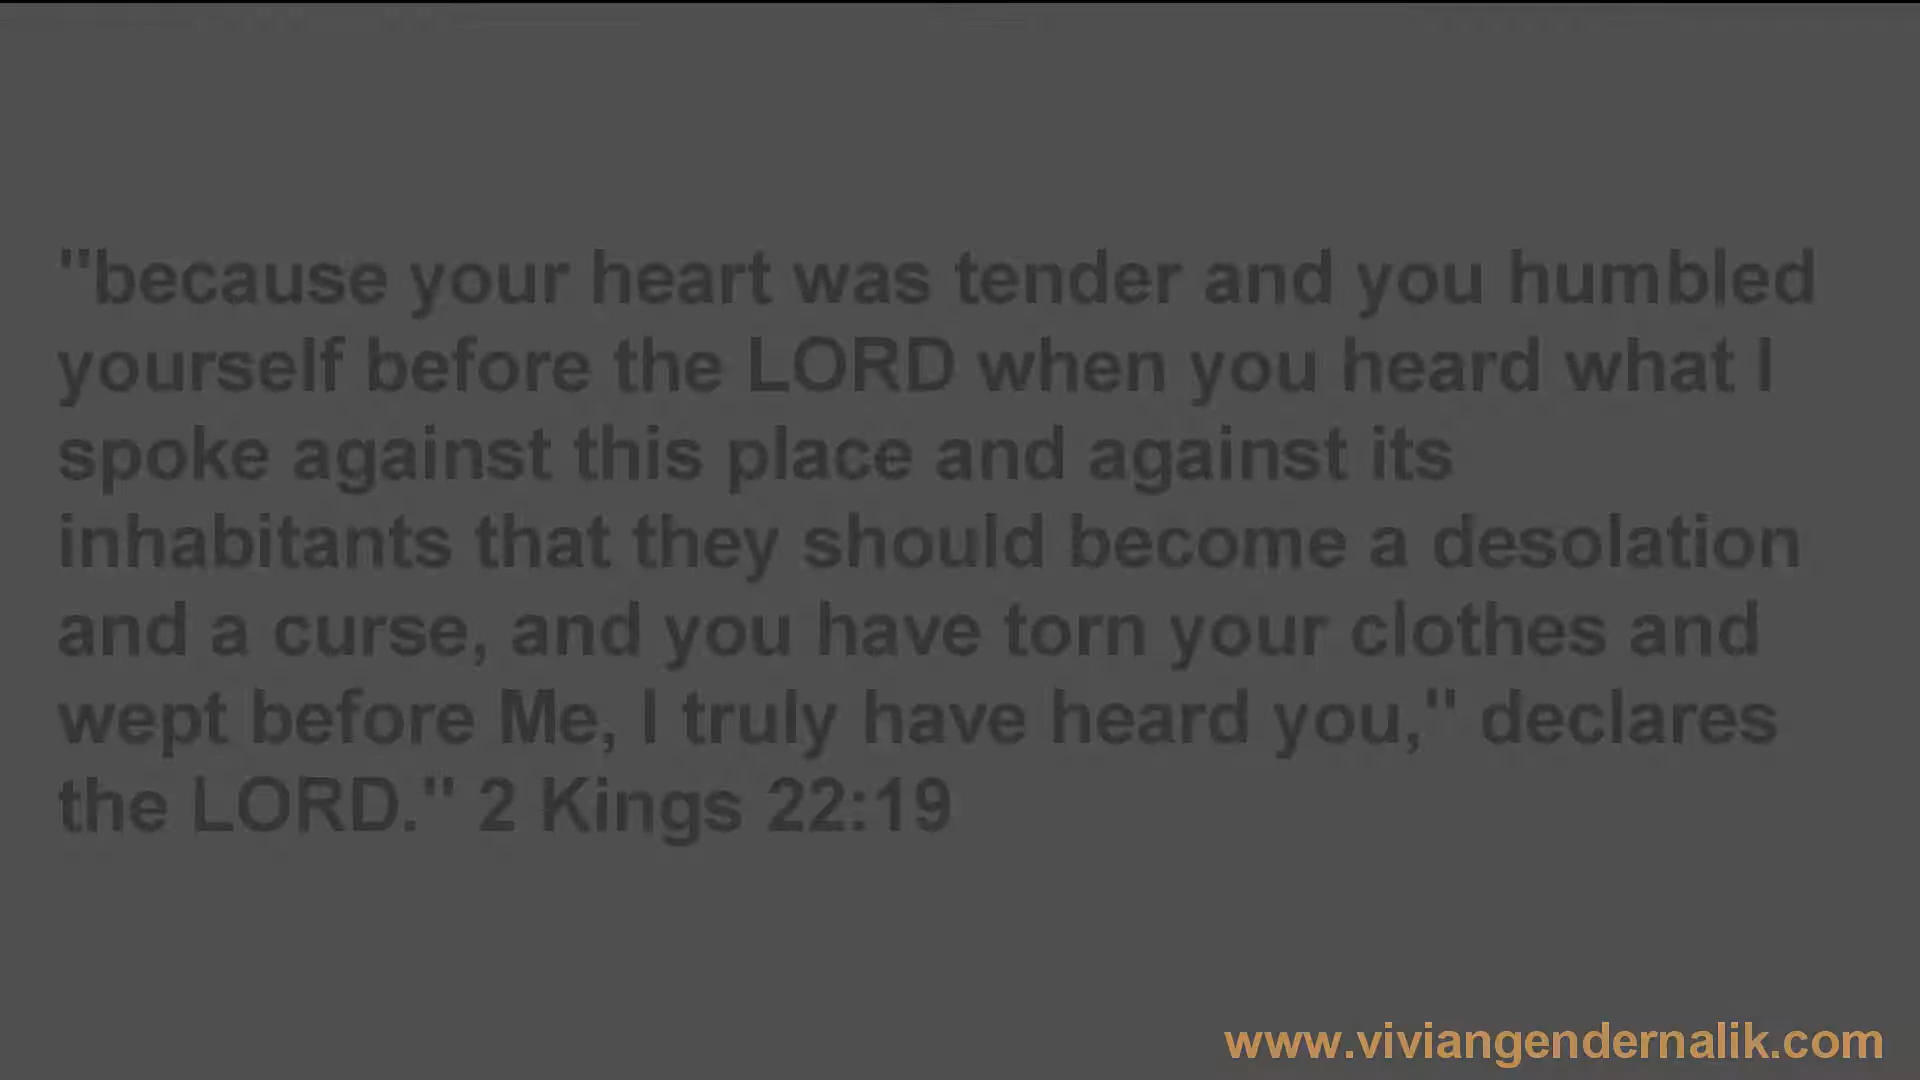 "because your heart was tender and you humbled
yourself before the LORD when you heard what I
spoke against this place and against its
inhabitants that they should become a desolation
and a curse, and you have torn your clothes and
wept before Me, I truly have heard you," declares
the LORD." 2 Kings 22:19
www.viviangendernalik.com